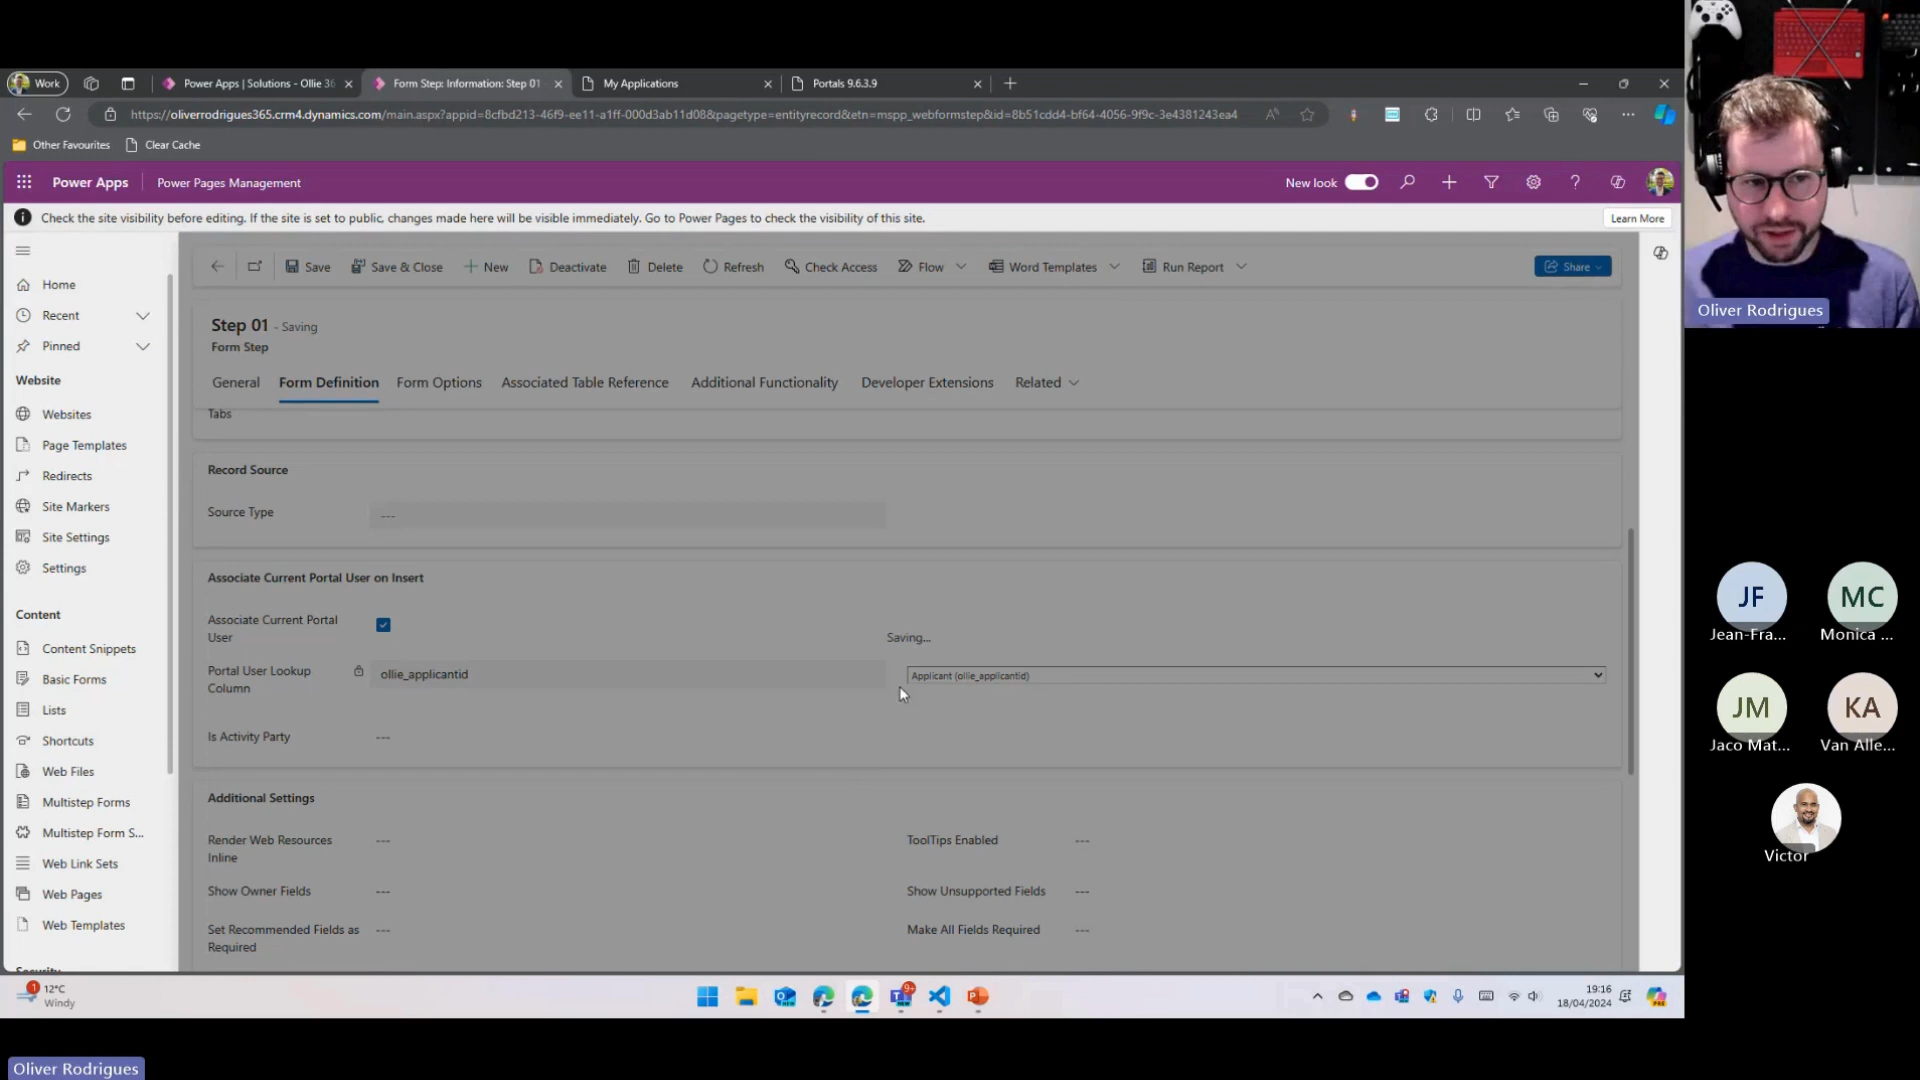 Work
Power Apps | Solutions - Ollie 36
Form Step: Information: Step 01
My Applications
Portals 9.6.3.9
https://oliverrodrigues365.crm4.dynamics.com/main.aspx?appid=8cfbd213-46f9-ee11-a1ff-000d3ab11d08&pagetype=entityrecord&etn=mspp_webformstep&id=8b51cdd4-bf64-4056-9f9c-3e4381243ea4
Other Favourites
Clear Cache
Power Apps
Power Pages Management
New look
Check the site visibility before editing. If the site is set to public, changes made here will be visible immediately. Go to Power Pages to check the visibility of this site.
Learn More
Home
Recent
Pinned
Website
Websites
Page Templates
Redirects
Site Markers
Site Settings
Settings
Content
Content Snippets
Basic Forms
Lists
Shortcuts
Web Files
Multistep Forms
Multistep Form S...
Web Link Sets
Web Pages
Web Templates
Security
Save
Save & Close
New
Deactivate
Delete
Refresh
Check Access
Flow
Word Templates
Run Report
Share
Step 01 - Saving
Form Step
General
Form Definition
Form Options
Associated Table Reference
Additional Functionality
Developer Extensions
Related
Tabs
Record Source
Source Type
---
Associate Current Portal User on Insert
Associate Current Portal
User
Saving...
Portal User Lookup
Column
ollie_applicantid
Applicant (ollie_applicantid)
Is Activity Party
---
Additional Settings
Render Web Resources
Inline
---
ToolTips Enabled
---
Show Owner Fields
---
Show Unsupported Fields
---
Set Recommended Fields as
Required
---
Make All Fields Required
---
1
12°C
Windy
9+
19:16
18/04/2024
Oliver Rodrigues
JF
Jean-Fra...
MC
Monica ...
JM
Jaco Mat...
KA
Van Alle...
Victor
Oliver Rodrigues